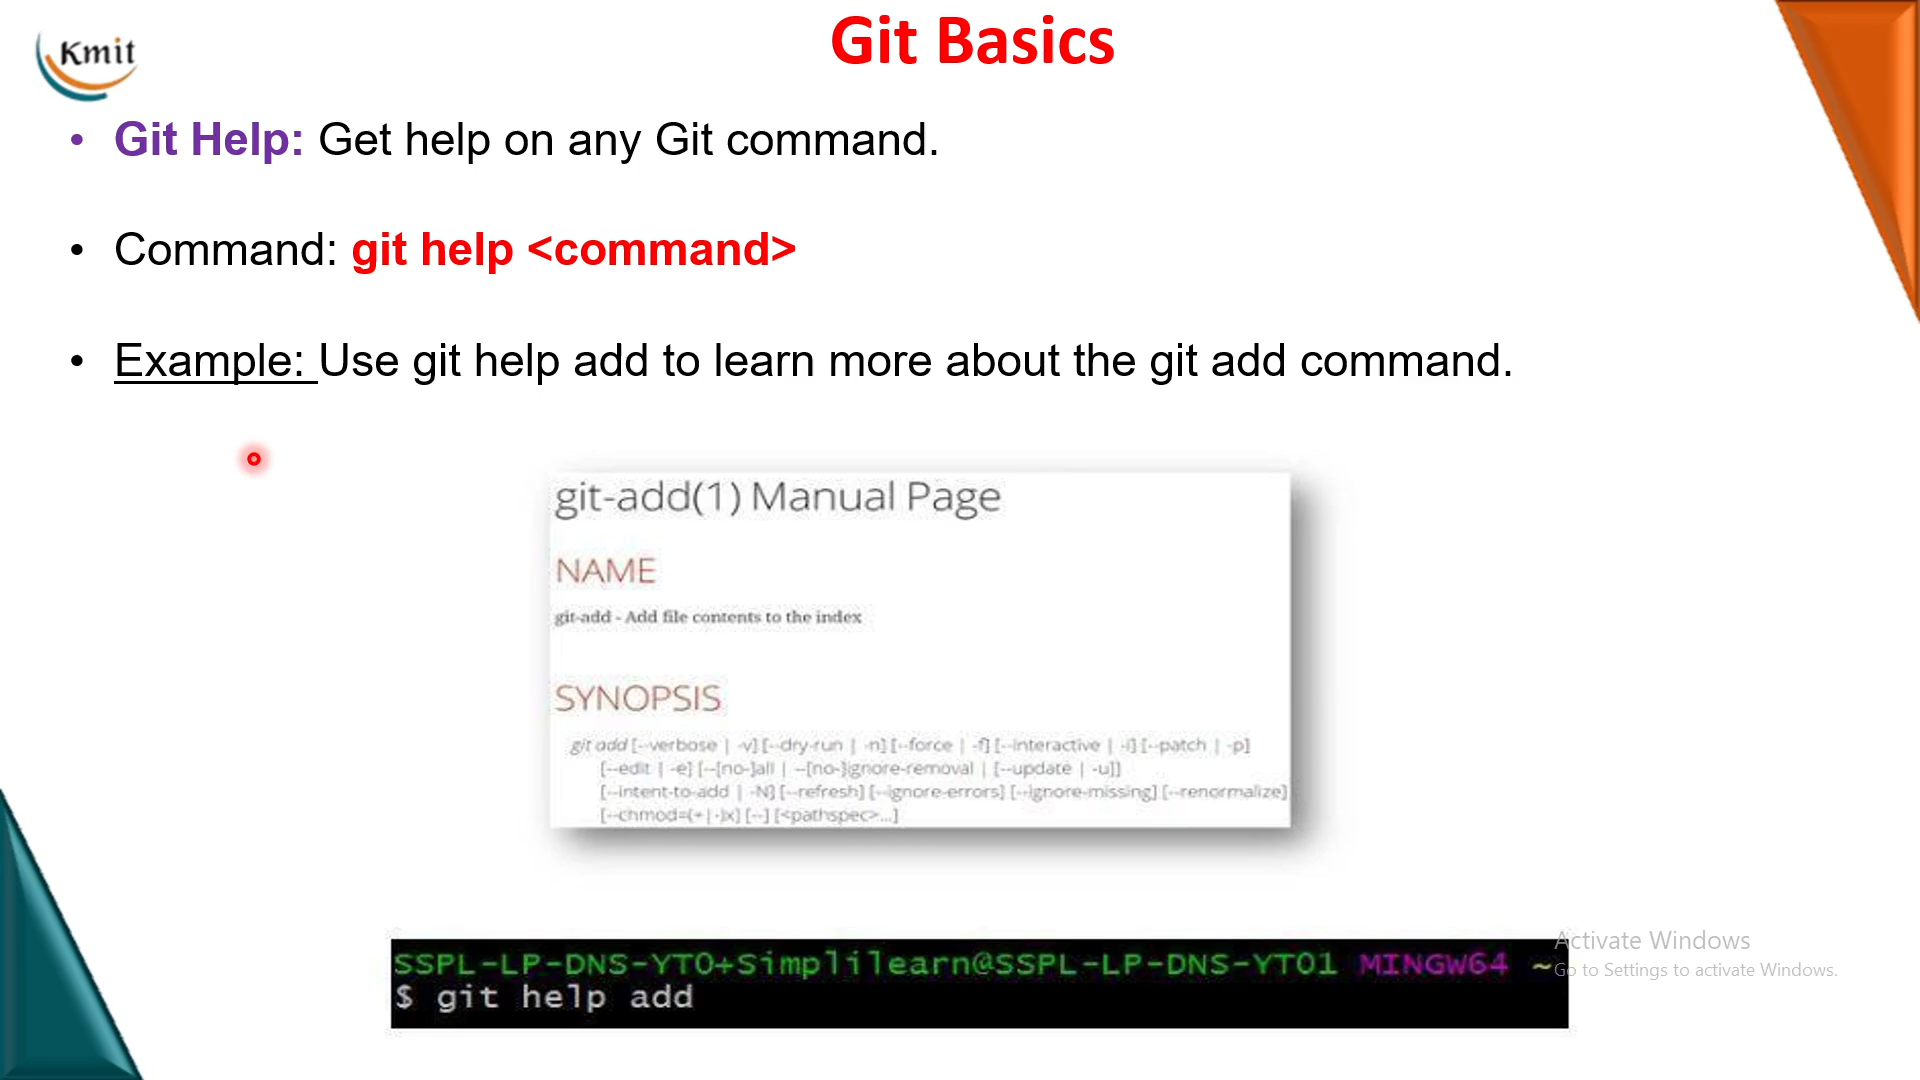 Kmit
Git Basics
• Git Help: Get help on any Git command.
• Command: git help <command>
• Example: Use git help add to learn more about the git add command.
git-add(1) Manual Page
NAME
git-add - Add file contents to the index
SYNOPSIS
git add [--verbose | -v] [--dry-run | -n] [--force | -f] [--interactive | -i] [--patch | -p]
[--edit | -e] [--[no-]all | --[no-]ignore-removal | [--update | -u]]
[--intent-to-add | -N] [--refresh] [--ignore-errors] [--ignore-missing] [--renormalize]
[--chmod=(+|-)x] [--] [<pathspec>...]
SSPL-LP-DNS-YT0+Simplilearn@SSPL-LP-DNS-YT01 MINGW64 ~
$ git help add
Activate Windows
Go to Settings to activate Windows.